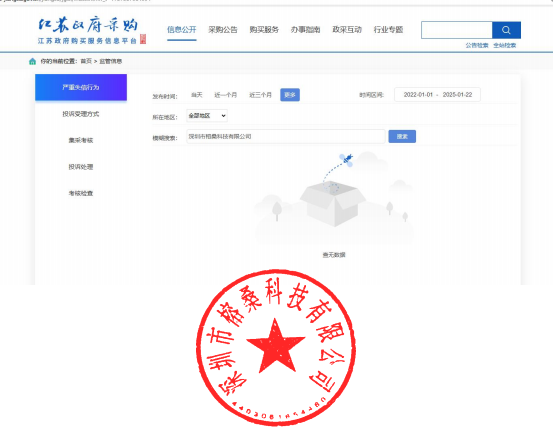 江苏政府采购
江苏政府购买服务信息平台
信息公开 采购公告 购买服务 办事指南 政采互动 行业专题
公告检索 全站检索
你的当前位置：首页 > 监管信息
严重失信行为
投诉受理方式
集采考核
投诉处理
考核检查
发布时间： 当天 近一个月 近三个月 更多 时间区间： 2022-01-01 - 2025-01-22
所在地区： 全部地区
模糊搜索： 深圳市榕桑科技有限公司 搜索
查无数据
深圳市榕桑科技有限公司